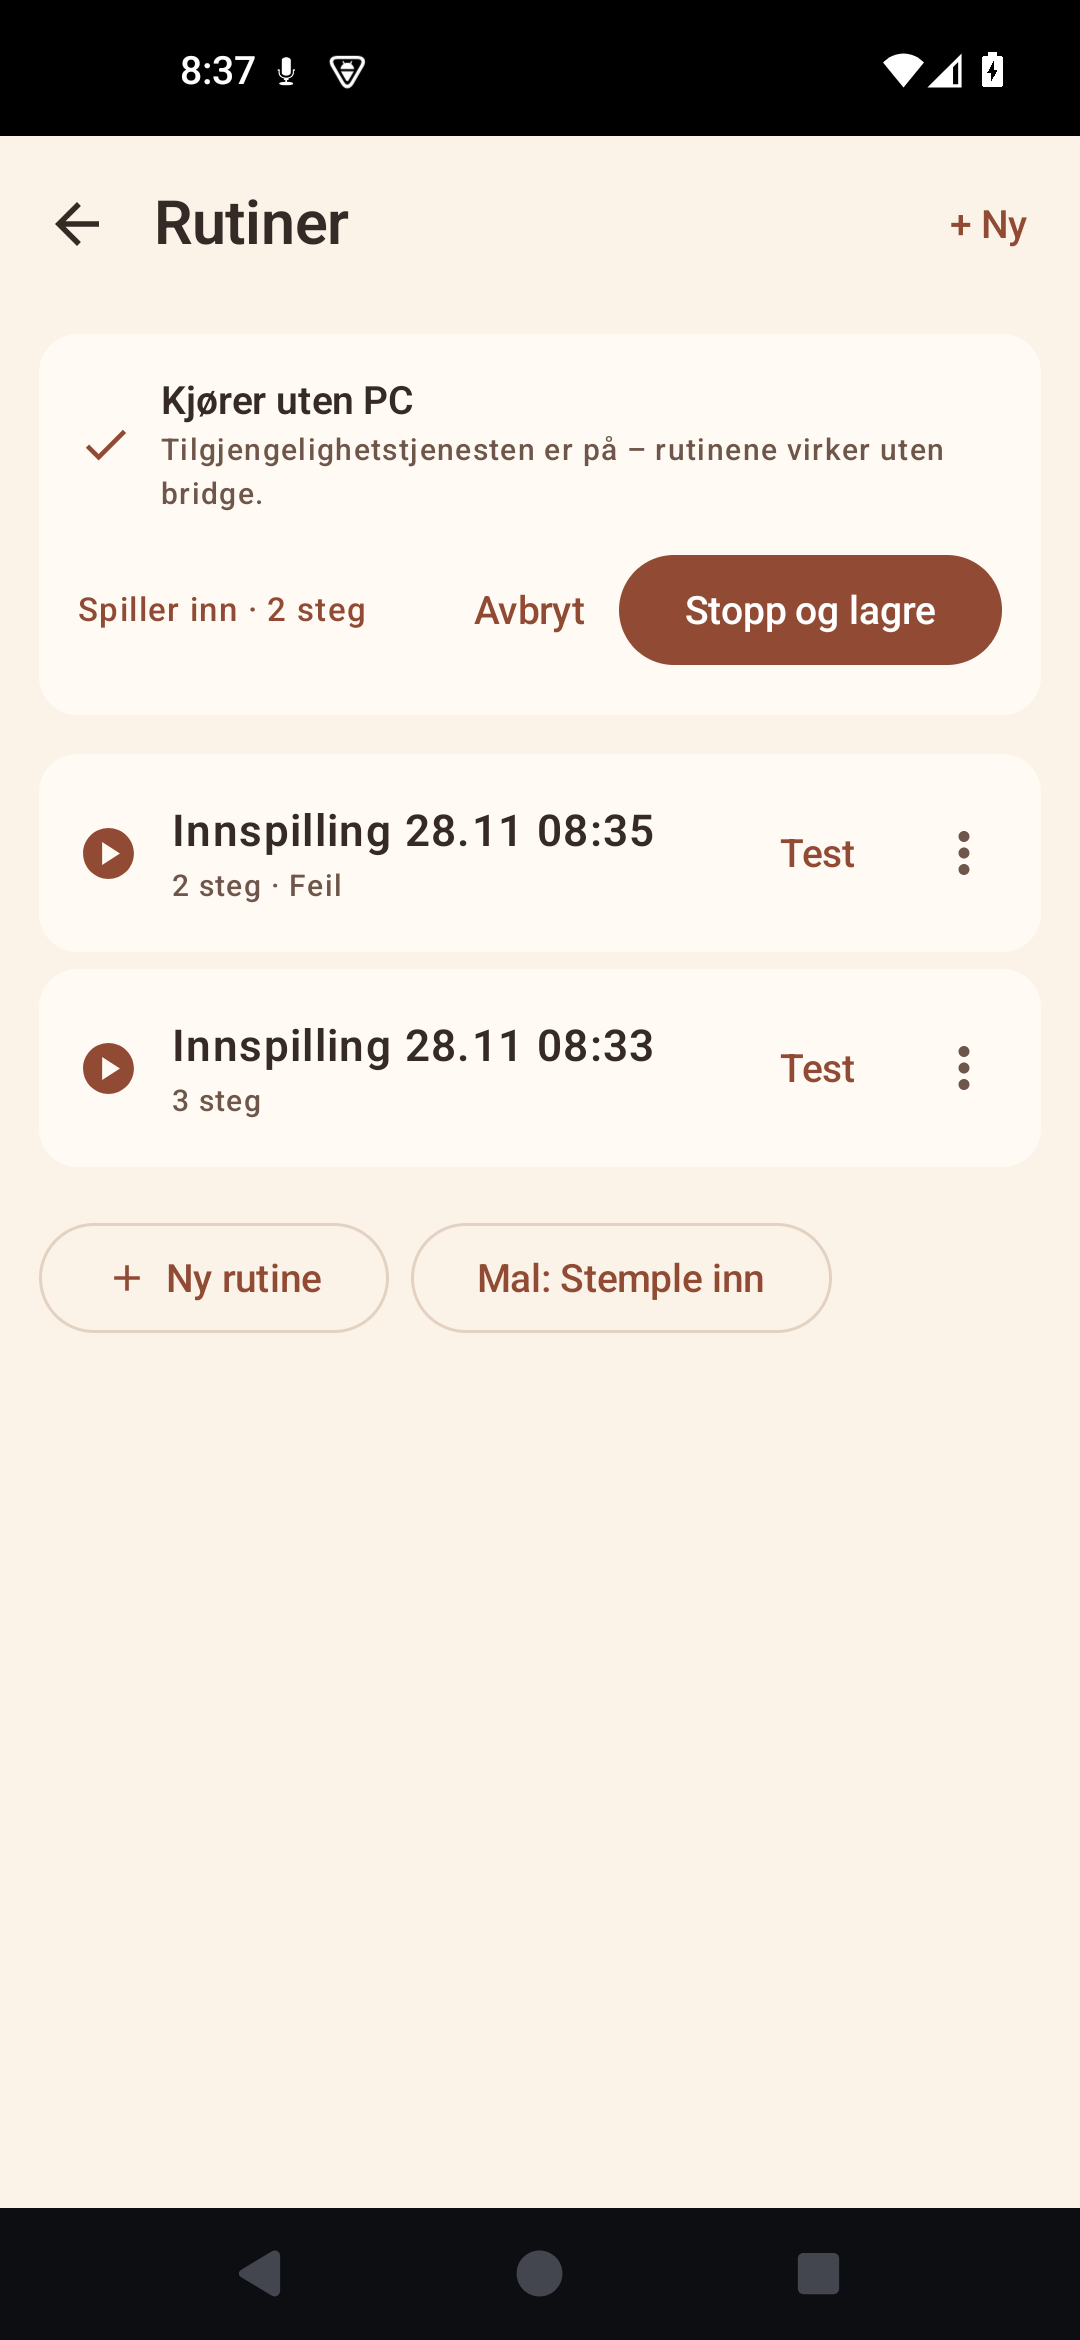 8:37
Rutiner
+ Ny
Kjører uten PC
Tilgjengelighetstjenesten er på – rutinene virker uten
bridge.
Spiller inn · 2 steg
Avbryt
Stopp og lagre
Innspilling 28.11 08:35
2 steg · Feil
Test
Innspilling 28.11 08:33
3 steg
Test
+ Ny rutine
Mal: Stemple inn